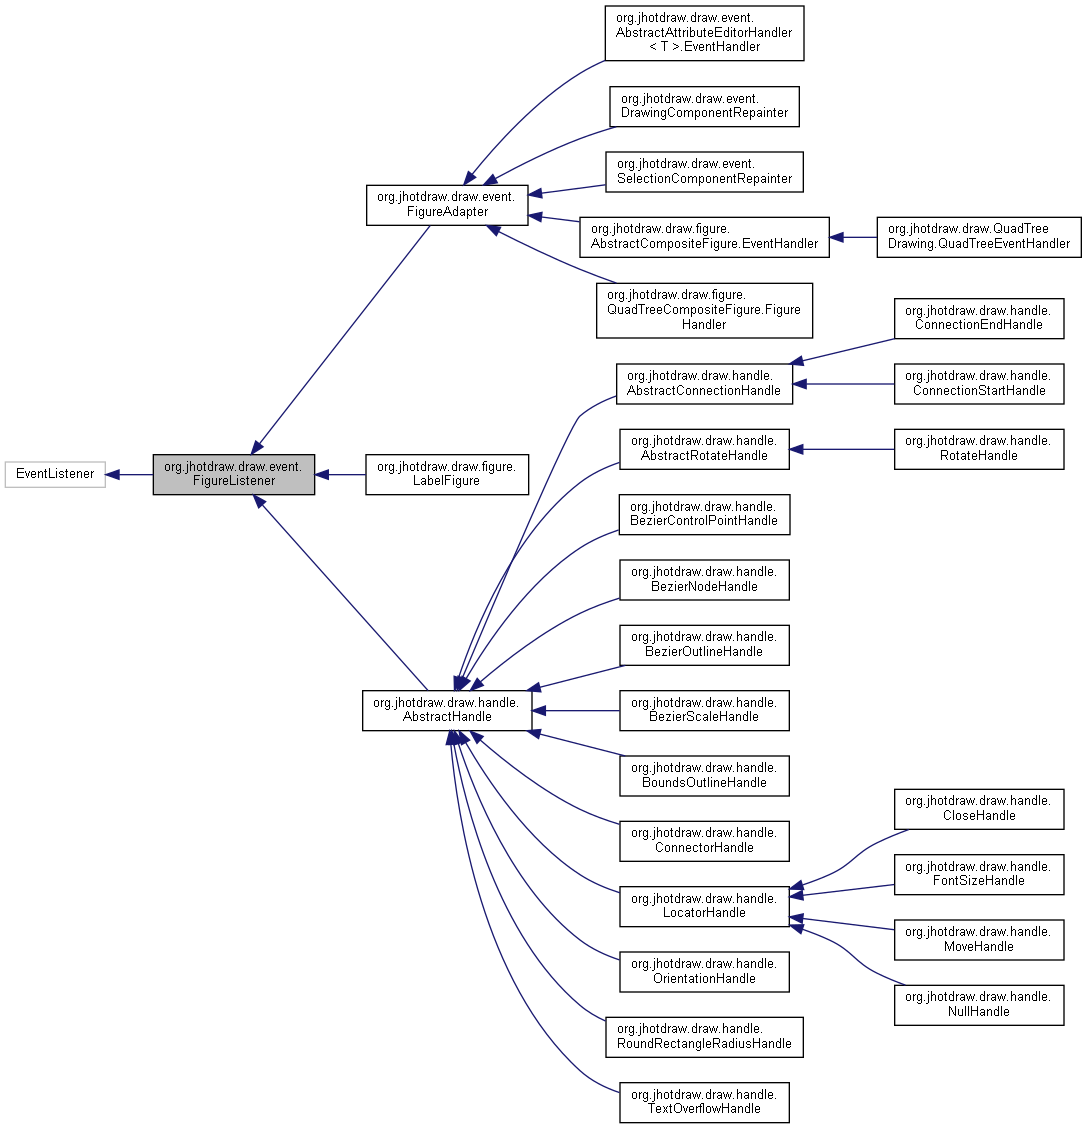 EventListener
org.jhotdraw.draw.event.
FigureListener
org.jhotdraw.draw.event.
FigureAdapter
org.jhotdraw.draw.event.
AbstractAttributeEditorHandler
< T >.EventHandler
org.jhotdraw.draw.event.
DrawingComponentRepainter
org.jhotdraw.draw.event.
SelectionComponentRepainter
org.jhotdraw.draw.figure.
AbstractCompositeFigure.EventHandler
org.jhotdraw.draw.QuadTree
Drawing.QuadTreeEventHandler
org.jhotdraw.draw.figure.
QuadTreeCompositeFigure.Figure
Handler
org.jhotdraw.draw.figure.
LabelFigure
org.jhotdraw.draw.handle.
AbstractHandle
org.jhotdraw.draw.handle.
AbstractConnectionHandle
org.jhotdraw.draw.handle.
ConnectionEndHandle
org.jhotdraw.draw.handle.
ConnectionStartHandle
org.jhotdraw.draw.handle.
AbstractRotateHandle
org.jhotdraw.draw.handle.
RotateHandle
org.jhotdraw.draw.handle.
BezierControlPointHandle
org.jhotdraw.draw.handle.
BezierNodeHandle
org.jhotdraw.draw.handle.
BezierOutlineHandle
org.jhotdraw.draw.handle.
BezierScaleHandle
org.jhotdraw.draw.handle.
BoundsOutlineHandle
org.jhotdraw.draw.handle.
ConnectorHandle
org.jhotdraw.draw.handle.
LocatorHandle
org.jhotdraw.draw.handle.
CloseHandle
org.jhotdraw.draw.handle.
FontSizeHandle
org.jhotdraw.draw.handle.
MoveHandle
org.jhotdraw.draw.handle.
NullHandle
org.jhotdraw.draw.handle.
OrientationHandle
org.jhotdraw.draw.handle.
RoundRectangleRadiusHandle
org.jhotdraw.draw.handle.
TextOverflowHandle